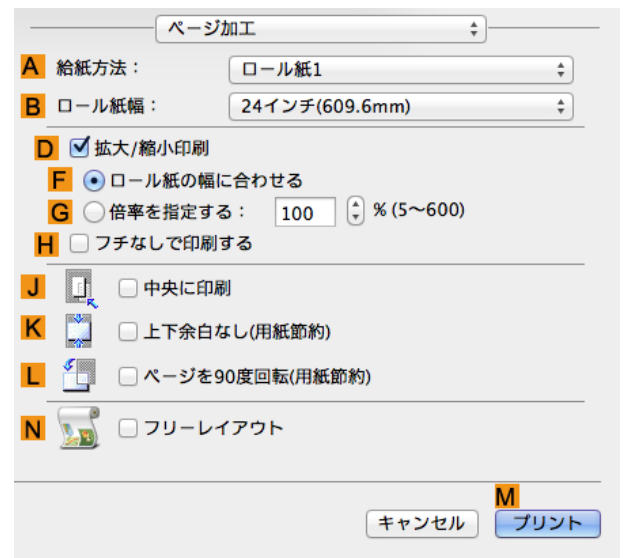 ページ加工
A 給紙方法： ロール紙1
B ロール紙幅： 24インチ(609.6mm)
D 拡大/縮小印刷
F ロール紙の幅に合わせる
G 倍率を指定する： 100 % (5～600)
H フチなしで印刷する
J 中央に印刷
K 上下余白なし(用紙節約)
L ページを90度回転(用紙節約)
N フリーレイアウト
M
キャンセル プリント